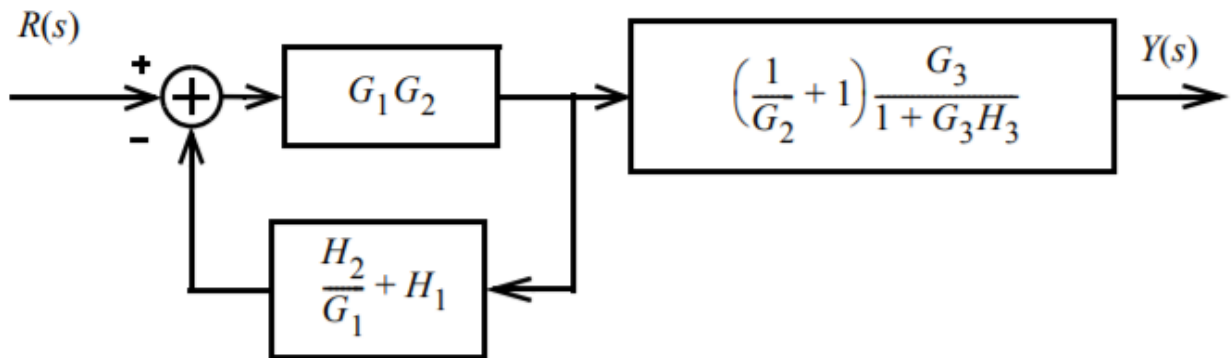 R(s)
+
-
G₁G₂
(1/G₂ + 1) G₃/(1 + G₃H₃)
Y(s)
H₂/G₁ + H₁